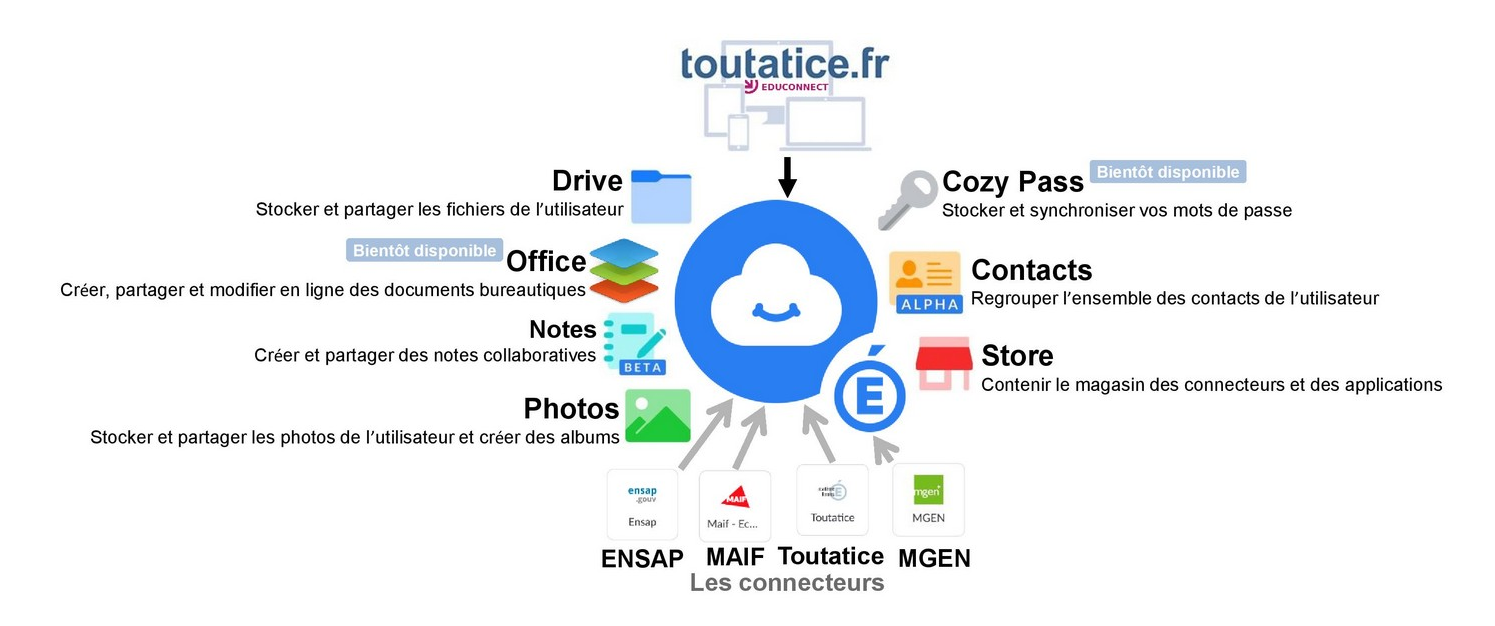 toutatice.fr
EDUCONNECT
Drive
Stocker et partager les fichiers de l'utilisateur
Bientôt disponible
Office
Créer, partager et modifier en ligne des documents bureautiques
Notes
Créer et partager des notes collaboratives
BETA
Photos
Stocker et partager les photos de l'utilisateur et créer des albums
Cozy Pass
Bientôt disponible
Stocker et synchroniser vos mots de passe
Contacts
ALPHA
Regrouper l'ensemble des contacts de l'utilisateur
Store
Contenir le magasin des connecteurs et des applications
É
ensap
.gouv
Ensap
MAIF
Maif - Ec...
É
Toutatice
mgen
MGEN
ENSAP MAIF Toutatice MGEN
Les connecteurs